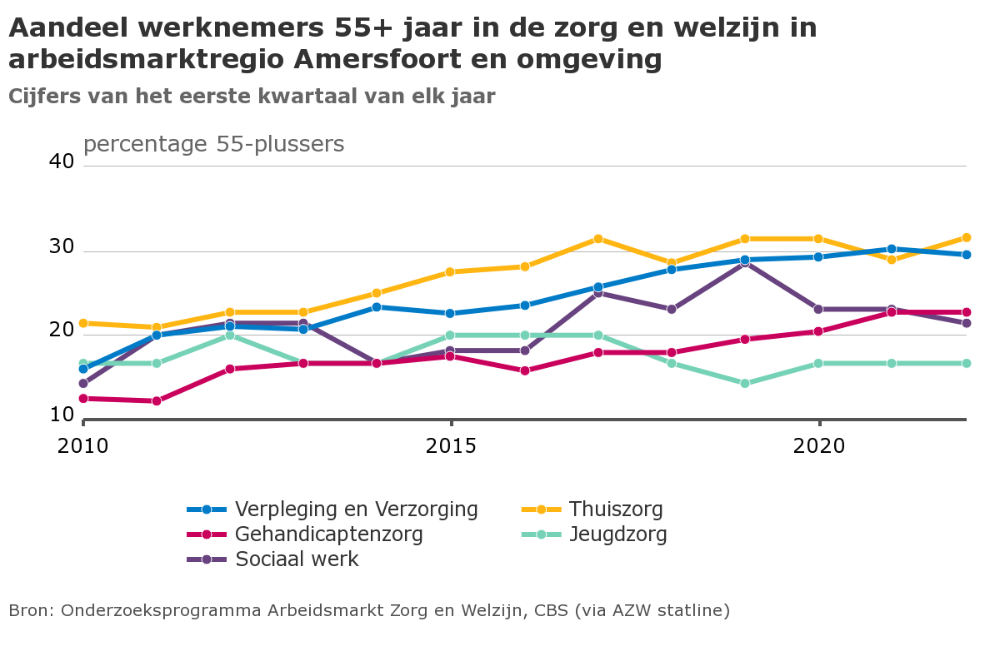 Aandeel werknemers 55+ jaar in de zorg en welzijn in
arbeidsmarktregio Amersfoort en omgeving
Cijfers van het eerste kwartaal van elk jaar
percentage 55-plussers
40
30
20
10
2010 2015 2020
Verpleging en Verzorging Thuiszorg
Gehandicaptenzorg Jeugdzorg
Sociaal werk
Bron: Onderzoeksprogramma Arbeidsmarkt Zorg en Welzijn, CBS (via AZW statline)